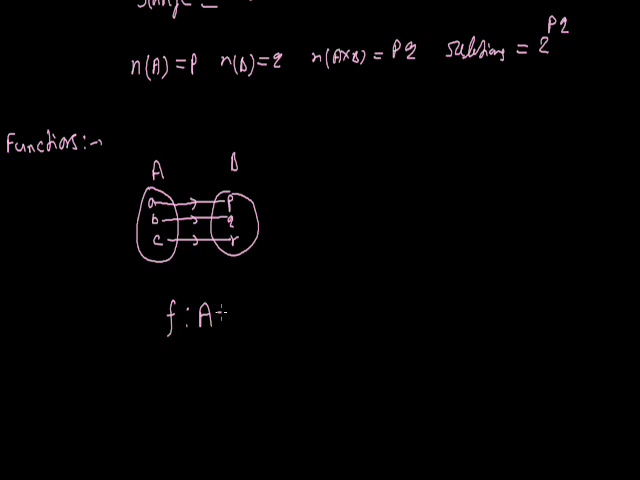 n(A) = P n(B) = q n(A×B) = Pq relations = 2^Pq
Functions :→
A B
a p
b q
c r
f : A